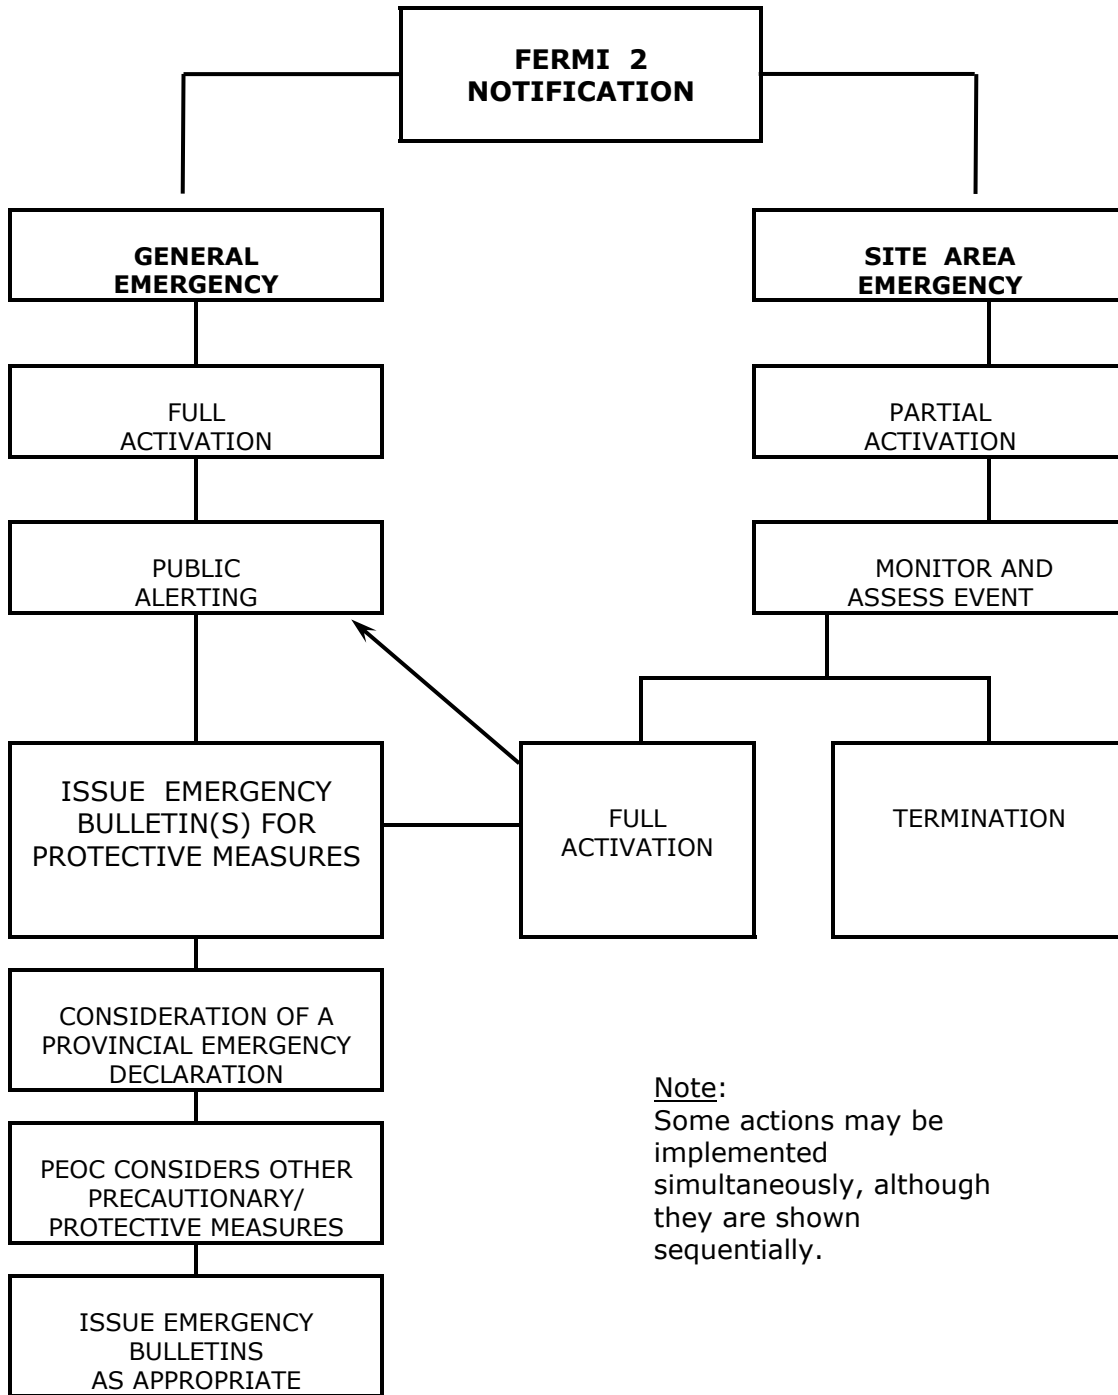 FERMI 2
NOTIFICATION
GENERAL
EMERGENCY
SITE AREA
EMERGENCY
FULL
ACTIVATION
PARTIAL
ACTIVATION
PUBLIC
ALERTING
MONITOR AND
ASSESS EVENT
ISSUE EMERGENCY
BULLETIN(S) FOR
PROTECTIVE MEASURES
FULL
ACTIVATION
TERMINATION
CONSIDERATION OF A
PROVINCIAL EMERGENCY
DECLARATION
PEOC CONSIDERS OTHER
PRECAUTIONARY/
PROTECTIVE MEASURES
ISSUE EMERGENCY
BULLETINS
AS APPROPRIATE
Note:
Some actions may be
implemented
simultaneously, although
they are shown
sequentially.